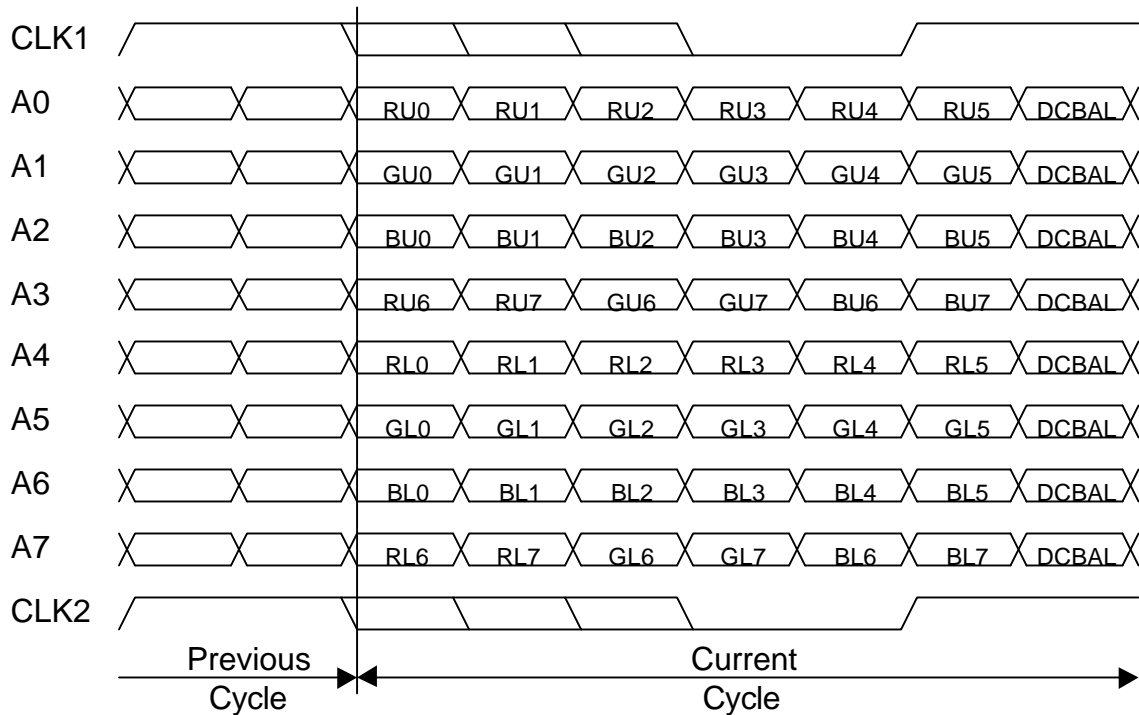 CLK1
A0 RU0 RU1 RU2 RU3 RU4 RU5 DCBAL
A1 GU0 GU1 GU2 GU3 GU4 GU5 DCBAL
A2 BU0 BU1 BU2 BU3 BU4 BU5 DCBAL
A3 RU6 RU7 GU6 GU7 BU6 BU7 DCBAL
A4 RL0 RL1 RL2 RL3 RL4 RL5 DCBAL
A5 GL0 GL1 GL2 GL3 GL4 GL5 DCBAL
A6 BL0 BL1 BL2 BL3 BL4 BL5 DCBAL
A7 RL6 RL7 GL6 GL7 BL6 BL7 DCBAL
CLK2
Previous Current
Cycle Cycle